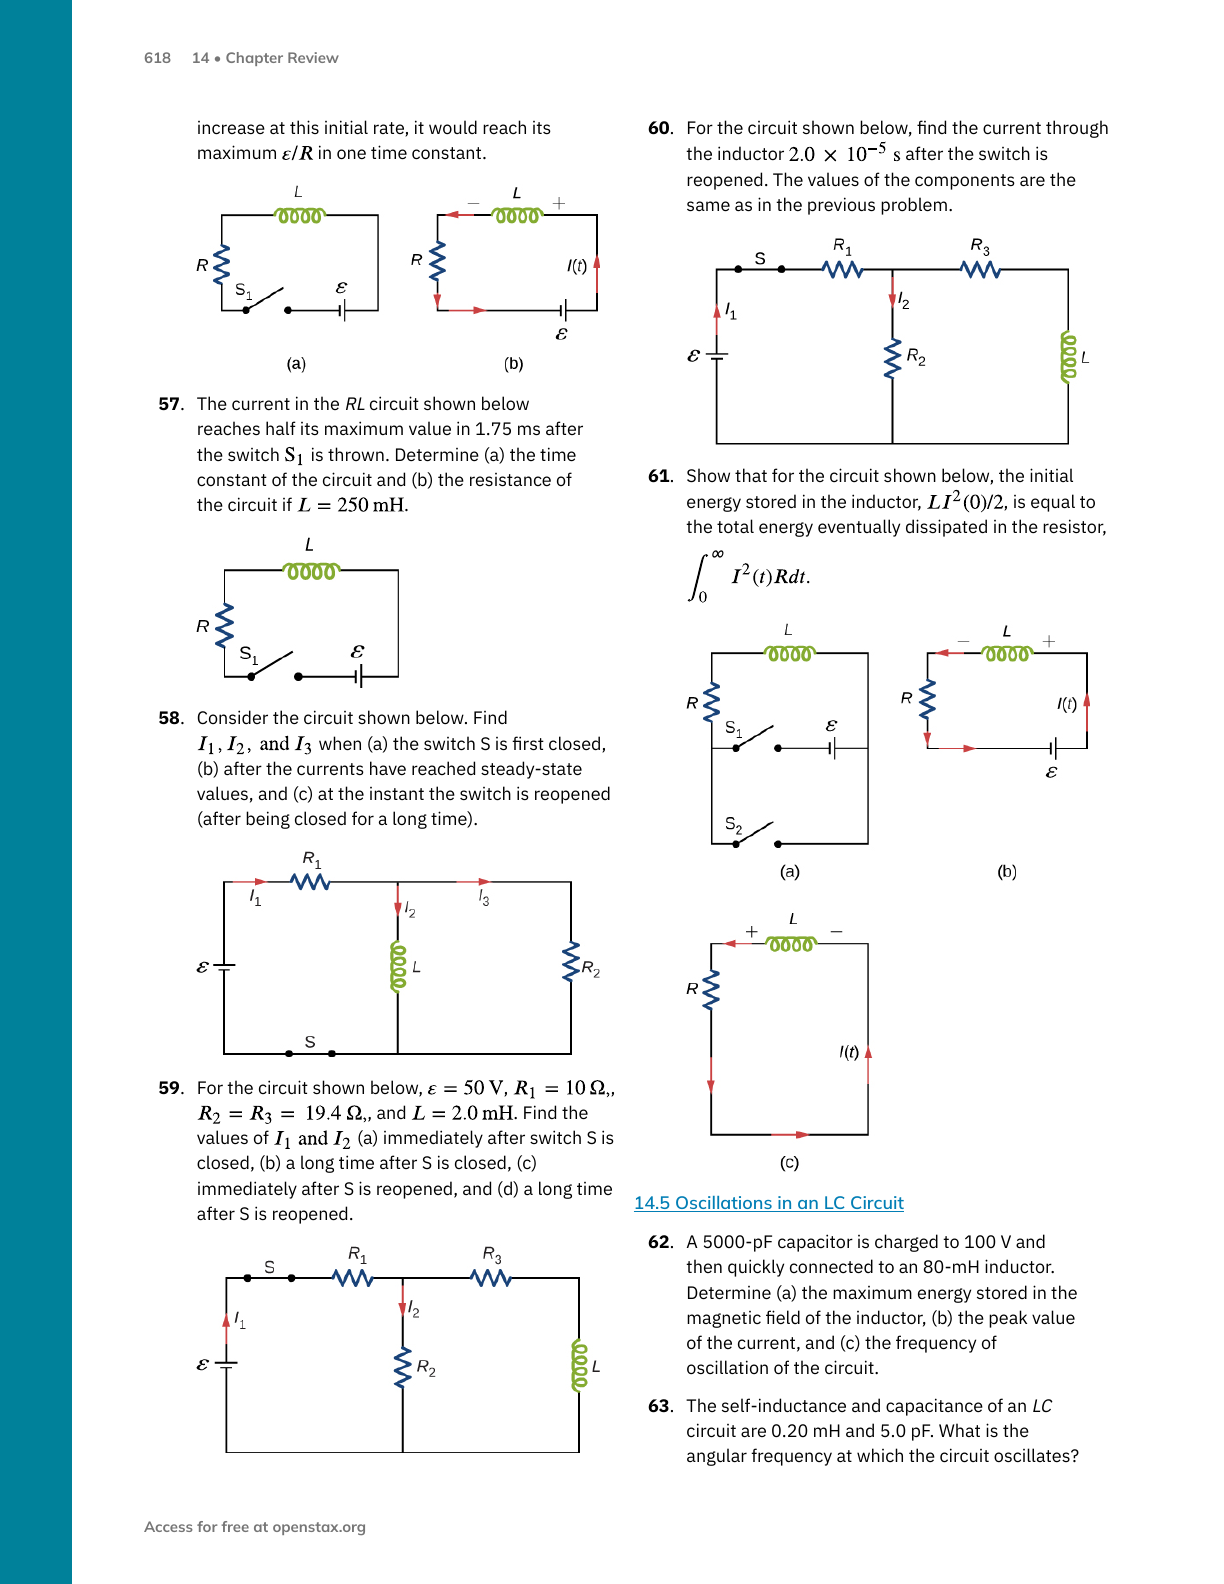 618 14 • Chapter Review
increase at this initial rate, it would reach its
maximum ε/R in one time constant.
L
R
S1
ε
(a)
L
− +
R
I(t)
ε
(b)
57. The current in the RL circuit shown below
reaches half its maximum value in 1.75 ms after
the switch S1 is thrown. Determine (a) the time
constant of the circuit and (b) the resistance of
the circuit if L = 250 mH.
L
R
S1
ε
58. Consider the circuit shown below. Find
I1, I2, and I3 when (a) the switch S is first closed,
(b) after the currents have reached steady-state
values, and (c) at the instant the switch is reopened
(after being closed for a long time).
R1
I1
I2
I3
ε
L
R2
S
59. For the circuit shown below, ε = 50 V, R1 = 10 Ω,,
R2 = R3 = 19.4 Ω,, and L = 2.0 mH. Find the
values of I1 and I2 (a) immediately after switch S is
closed, (b) a long time after S is closed, (c)
immediately after S is reopened, and (d) a long time
after S is reopened.
S
R1
R3
I1
I2
ε
R2
L
60. For the circuit shown below, find the current through
the inductor 2.0 × 10−5 s after the switch is
reopened. The values of the components are the
same as in the previous problem.
S
R1
R3
I1
I2
ε
R2
L
61. Show that for the circuit shown below, the initial
energy stored in the inductor, LI2(0)/2, is equal to
the total energy eventually dissipated in the resistor,
∫0∞ I2(t)Rdt.
L
R
S1
ε
S2
(a)
L
− +
R
I(t)
ε
(b)
L
+ −
R
I(t)
(c)
14.5 Oscillations in an LC Circuit
62. A 5000-pF capacitor is charged to 100 V and
then quickly connected to an 80-mH inductor.
Determine (a) the maximum energy stored in the
magnetic field of the inductor, (b) the peak value
of the current, and (c) the frequency of
oscillation of the circuit.
63. The self-inductance and capacitance of an LC
circuit are 0.20 mH and 5.0 pF. What is the
angular frequency at which the circuit oscillates?
Access for free at openstax.org